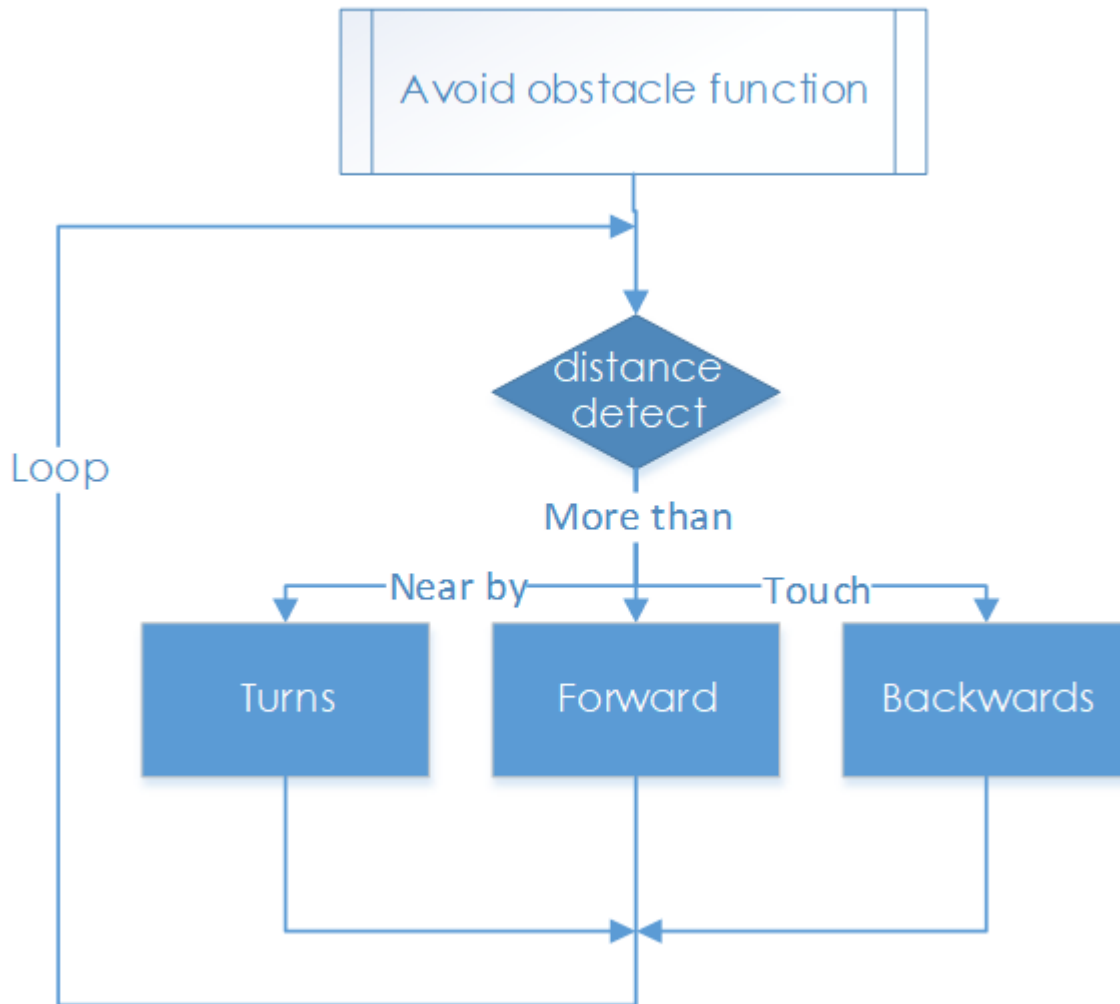 Avoid obstacle function
distance
detect
Loop
More than
Near by
Touch
Turns
Forward
Backwards